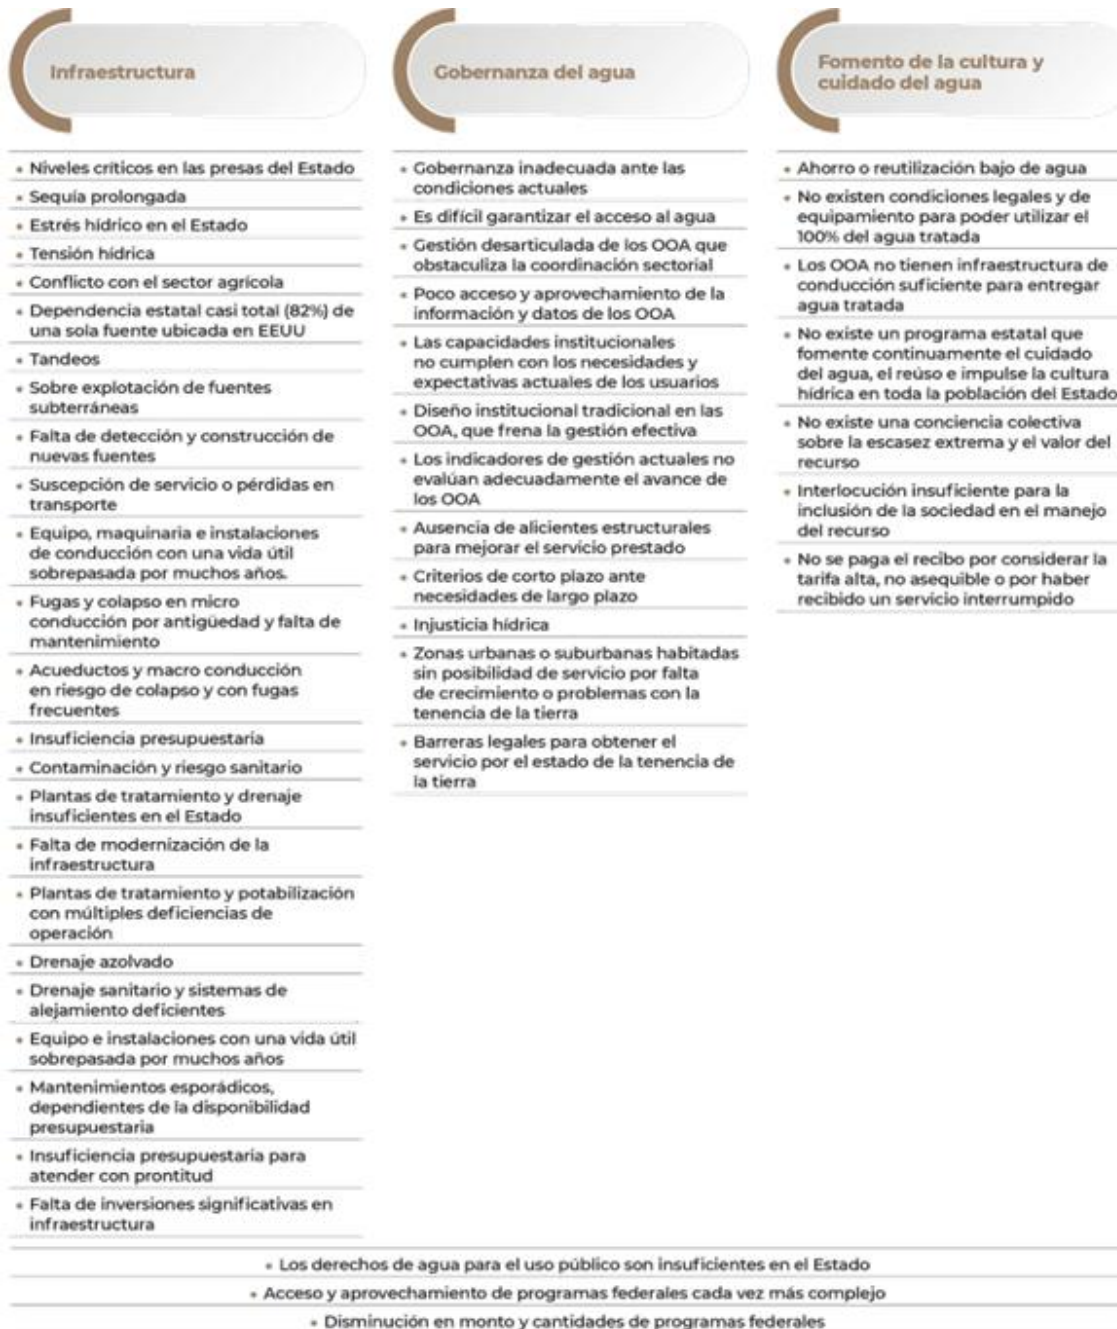 Infraestructura
• Niveles críticos en las presas del Estado
• Sequía prolongada
• Estrés hídrico en el Estado
• Tensión hídrica
• Conflicto con el sector agrícola
• Dependencia estatal casi total (82%) de
una sola fuente ubicada en EEUU
• Tandeos
• Sobre explotación de fuentes
subterráneas
• Falta de detección y construcción de
nuevas fuentes
• Suscepción de servicio o pérdidas en
transporte
• Equipo, maquinaria e instalaciones
de conducción con una vida útil
sobrepasada por muchos años.
• Fugas y colapso en micro
conducción por antigüedad y falta de
mantenimiento
• Acueductos y macro conducción
en riesgo de colapso y con fugas
frecuentes
• Insuficiencia presupuestaria
• Contaminación y riesgo sanitario
• Plantas de tratamiento y drenaje
insuficientes en el Estado
• Falta de modernización de la
infraestructura
• Plantas de tratamiento y potabilización
con múltiples deficiencias de
operación
• Drenaje azolvado
• Drenaje sanitario y sistemas de
alejamiento deficientes
• Equipo e instalaciones con una vida útil
sobrepasada por muchos años
• Mantenimientos esporádicos,
dependientes de la disponibilidad
presupuestaria
• Insuficiencia presupuestaria para
atender con prontitud
• Falta de inversiones significativas en
infraestructura
Gobernanza del agua
• Gobernanza inadecuada ante las
condiciones actuales
• Es difícil garantizar el acceso al agua
• Gestión desarticulada de los OOA que
obstaculiza la coordinación sectorial
• Poco acceso y aprovechamiento de la
información y datos de los OOA
• Las capacidades institucionales
no cumplen con los necesidades y
expectativas actuales de los usuarios
• Diseño institucional tradicional en las
OOA, que frena la gestión efectiva
• Los indicadores de gestión actuales no
evalúan adecuadamente el avance de
los OOA
• Ausencia de alicientes estructurales
para mejorar el servicio prestado
• Criterios de corto plazo ante
necesidades de largo plazo
• Injusticia hídrica
• Zonas urbanas o suburbanas habitadas
sin posibilidad de servicio por falta
de crecimiento o problemas con la
tenencia de la tierra
• Barreras legales para obtener el
servicio por el estado de la tenencia de
la tierra
Fomento de la cultura y
cuidado del agua
• Ahorro o reutilización bajo de agua
• No existen condiciones legales y de
equipamiento para poder utilizar el
100% del agua tratada
• Los OOA no tienen infraestructura de
conducción suficiente para entregar
agua tratada
• No existe un programa estatal que
fomente continuamente el cuidado
del agua, el reúso e impulse la cultura
hídrica en toda la población del Estado
• No existe una conciencia colectiva
sobre la escasez extrema y el valor del
recurso
• Interlocución insuficiente para la
inclusión de la sociedad en el manejo
del recurso
• No se paga el recibo por considerar la
tarifa alta, no asequible o por haber
recibido un servicio interrumpido
• Los derechos de agua para el uso público son insuficientes en el Estado
• Acceso y aprovechamiento de programas federales cada vez más complejo
• Disminución en monto y cantidades de programas federales